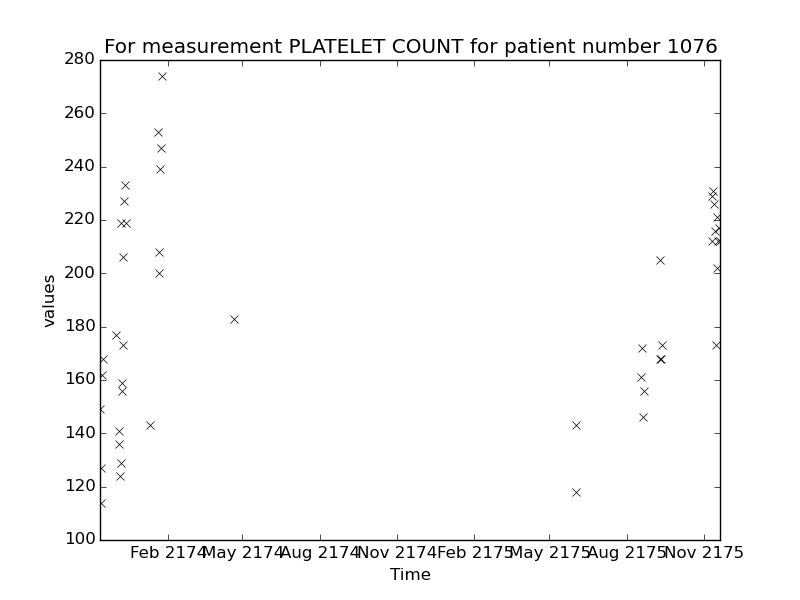 For measurement PLATELET COUNT for patient number 1076
280
260
240
220
200
180
160
140
120
100
values
Feb 2174 May 2174 Aug 2174 Nov 2174 Feb 2175 May 2175 Aug 2175 Nov 2175
Time